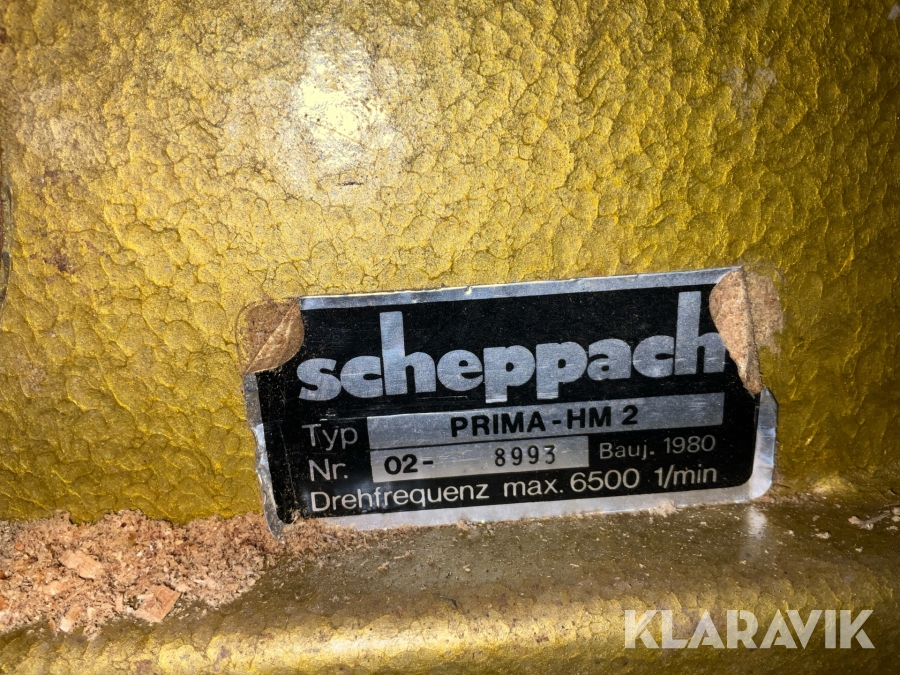 scheppach
Typ PRIMA-HM 2
Nr. 02- 8993 Bauj. 1980
Drehfrequenz max. 6500 1/min
KLARAVIK